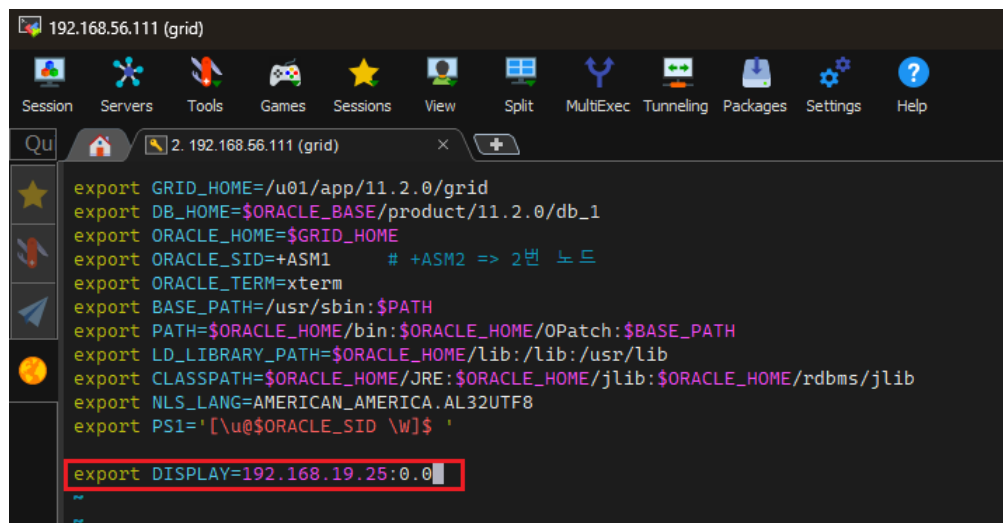 192.168.56.111 (grid)
Session Servers Tools Games Sessions View Split MultiExec Tunneling Packages Settings Help
Qu 2. 192.168.56.111 (grid)
export GRID_HOME=/u01/app/11.2.0/grid
export DB_HOME=$ORACLE_BASE/product/11.2.0/db_1
export ORACLE_HOME=$GRID_HOME
export ORACLE_SID=+ASM1 # +ASM2 => 2번 노드
export ORACLE_TERM=xterm
export BASE_PATH=/usr/sbin:$PATH
export PATH=$ORACLE_HOME/bin:$ORACLE_HOME/OPatch:$BASE_PATH
export LD_LIBRARY_PATH=$ORACLE_HOME/lib:/lib:/usr/lib
export CLASSPATH=$ORACLE_HOME/JRE:$ORACLE_HOME/jlib:$ORACLE_HOME/rdbms/jlib
export NLS_LANG=AMERICAN_AMERICA.AL32UTF8
export PS1='[\u@$ORACLE_SID \W]$ '
export DISPLAY=192.168.19.25:0.0
~
~